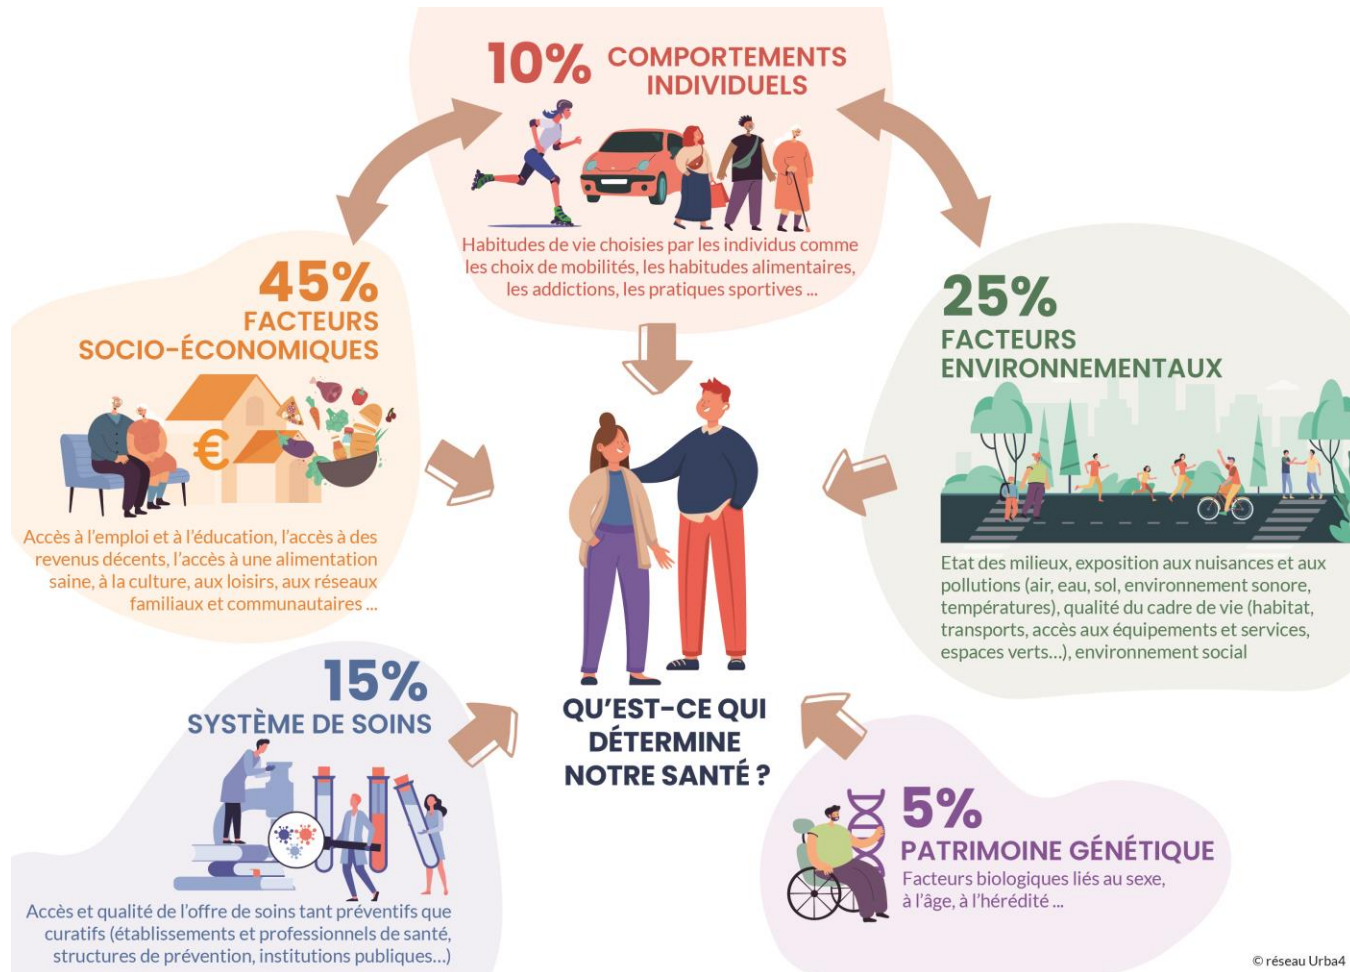 10% COMPORTEMENTS
INDIVIDUELS
Habitudes de vie choisies par les individus comme
les choix de mobilités, les habitudes alimentaires,
les addictions, les pratiques sportives ...
45%
FACTEURS
SOCIO-ÉCONOMIQUES
€
Accès à l'emploi et à l'éducation, l'accès à des
revenus décents, l'accès à une alimentation
saine, à la culture, aux loisirs, aux réseaux
familiaux et communautaires ...
25%
FACTEURS
ENVIRONNEMENTAUX
Etat des milieux, exposition aux nuisances et aux
pollutions (air, eau, sol, environnement sonore,
températures), qualité du cadre de vie (habitat,
transports, accès aux équipements et services,
espaces verts...), environnement social
15%
SYSTÈME DE SOINS
Accès et qualité de l'offre de soins tant préventifs que
curatifs (établissements et professionnels de santé,
structures de prévention, institutions publiques...)
QU'EST-CE QUI
DÉTERMINE
NOTRE SANTÉ ?
5%
PATRIMOINE GÉNÉTIQUE
Facteurs biologiques liés au sexe,
à l'âge, à l'hérédité ...
© réseau Urba4